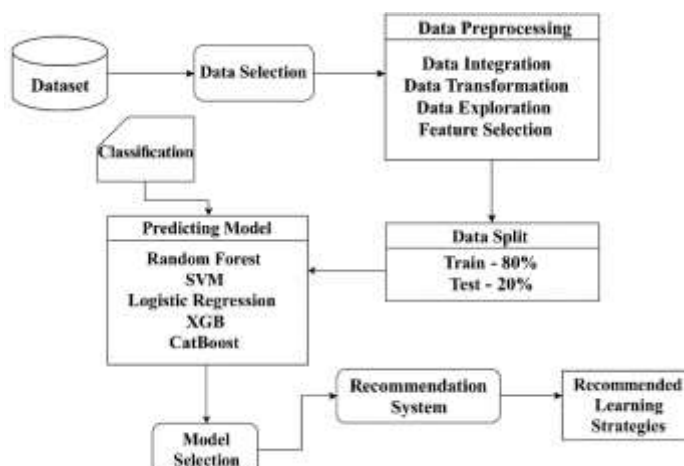 Dataset
Data Selection
Data Preprocessing
Data Integration
Data Transformation
Data Exploration
Feature Selection
Classification
Predicting Model
Random Forest
SVM
Logistic Regression
XGB
CatBoost
Data Split
Train - 80%
Test - 20%
Model
Selection
Recommendation
System
Recommended
Learning
Strategies